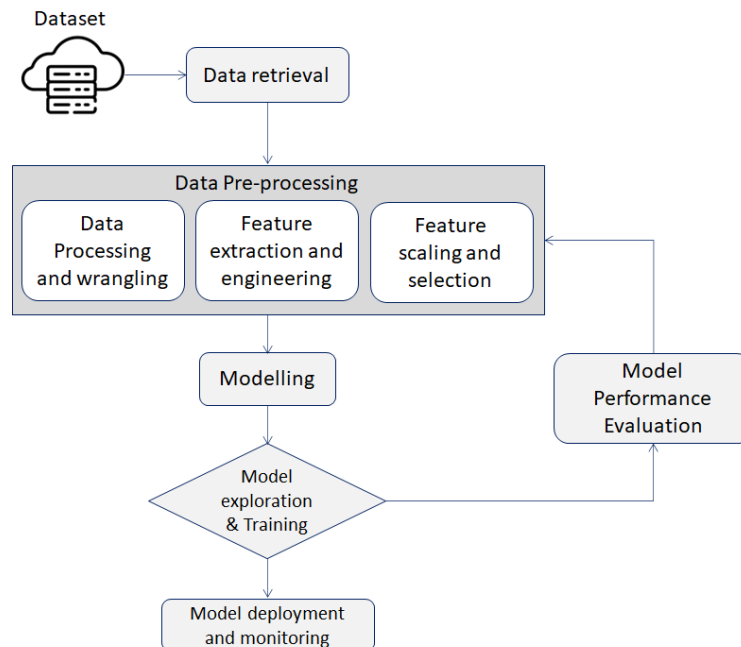 Dataset
Data retrieval
Data Pre-processing
Data
Processing
and wrangling
Feature
extraction and
engineering
Feature
scaling and
selection
Modelling
Model
Performance
Evaluation
Model
exploration
& Training
Model deployment
and monitoring